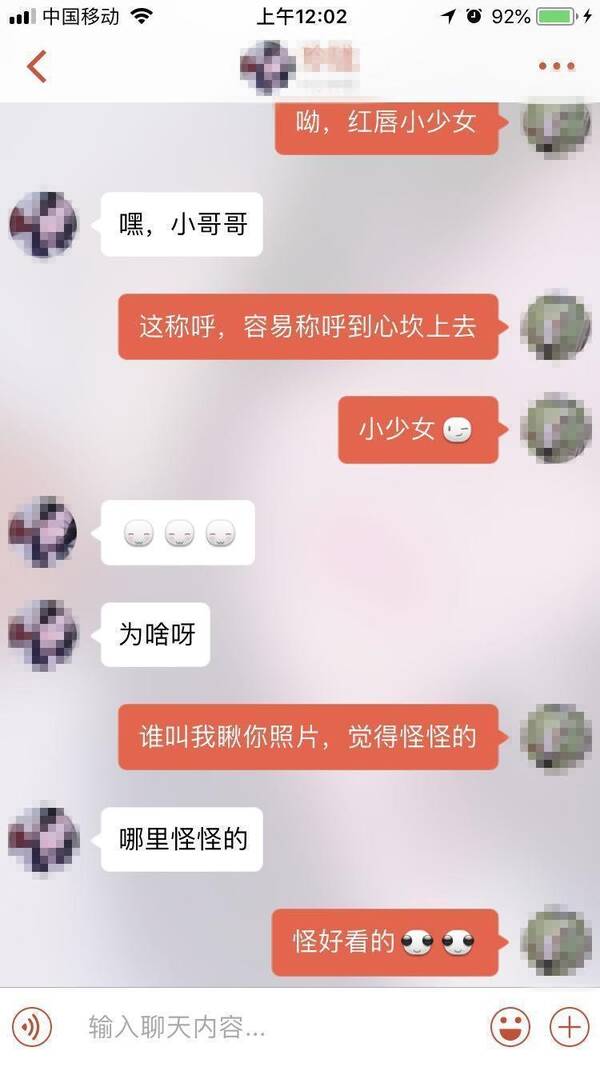 中国移动
上午12:02
92%
呦，红唇小少女
嘿，小哥哥
这称呼，容易称呼到心坎上去
小少女
为啥呀
谁叫我瞅你照片，觉得怪怪的
哪里怪怪的
怪好看的
输入聊天内容...